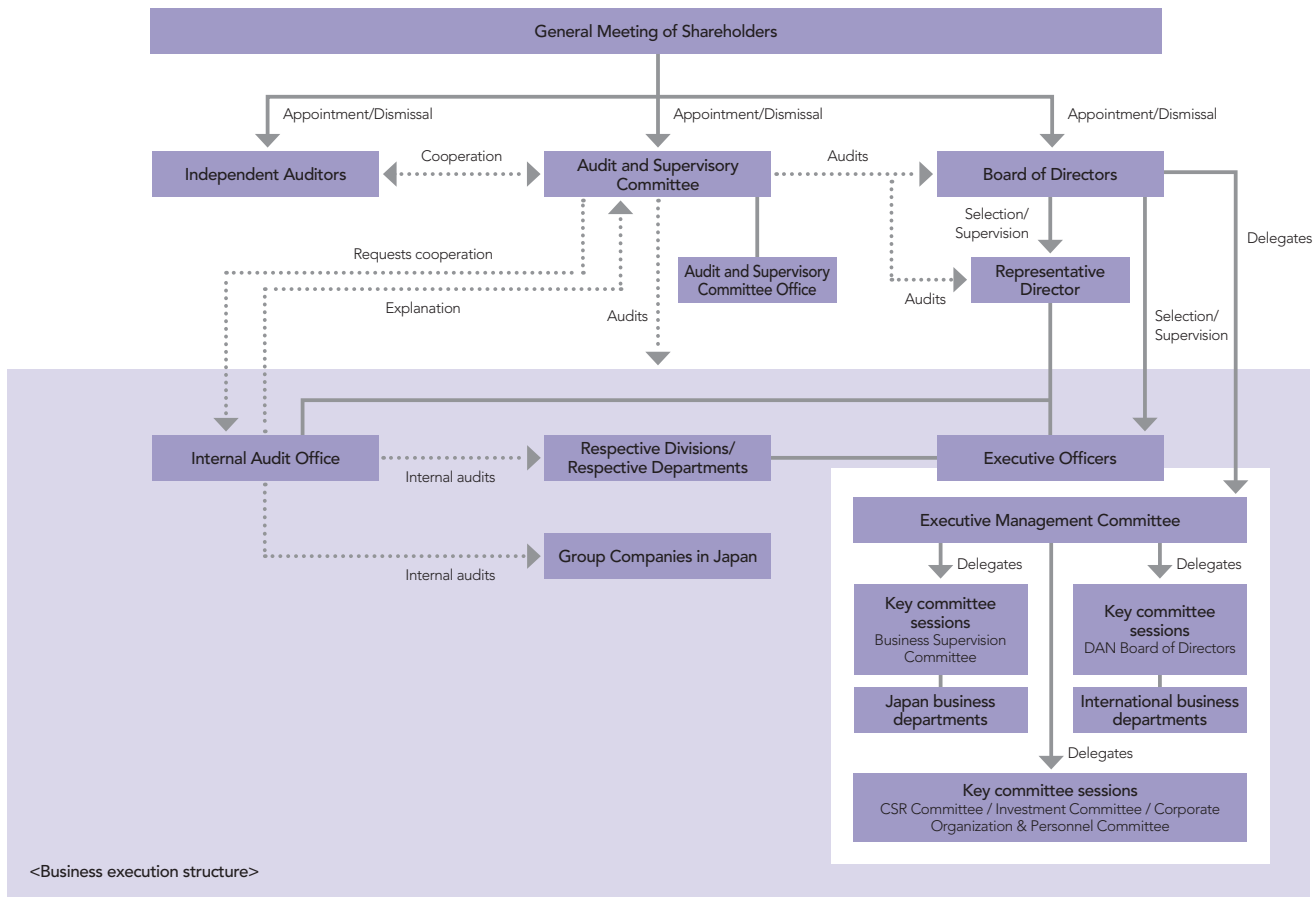 General Meeting of Shareholders
Appointment/Dismissal
Appointment/Dismissal
Appointment/Dismissal
Independent Auditors
Cooperation
Audit and Supervisory
Committee
Audits
Board of Directors
Selection/
Supervision
Delegates
Requests cooperation
Explanation
Audits
Audit and Supervisory
Committee Office
Audits
Representative
Director
Selection/
Supervision
Internal Audit Office
Internal audits
Respective Divisions/
Respective Departments
Executive Officers
Internal audits
Group Companies in Japan
Executive Management Committee
Delegates
Delegates
Key committee
sessions
Business Supervision
Committee
Key committee
sessions
DAN Board of Directors
Japan business
departments
International business
departments
Delegates
Key committee sessions
CSR Committee / Investment Committee / Corporate
Organization & Personnel Committee
<Business execution structure>